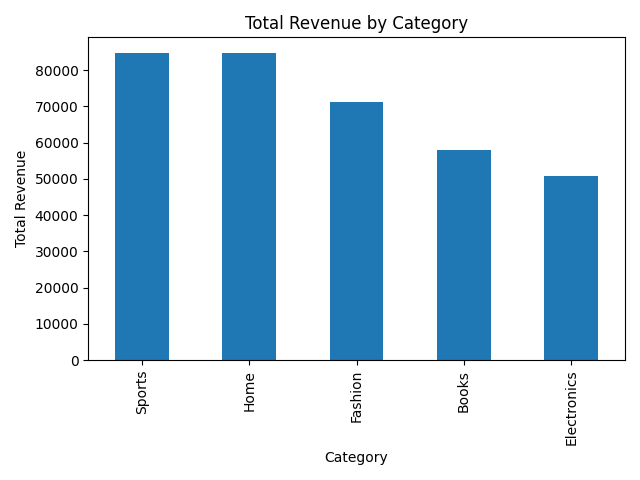 Total Revenue by Category
Total Revenue
80000
70000
60000
50000
40000
30000
20000
10000
0
Sports
Home
Fashion
Books
Electronics
Category